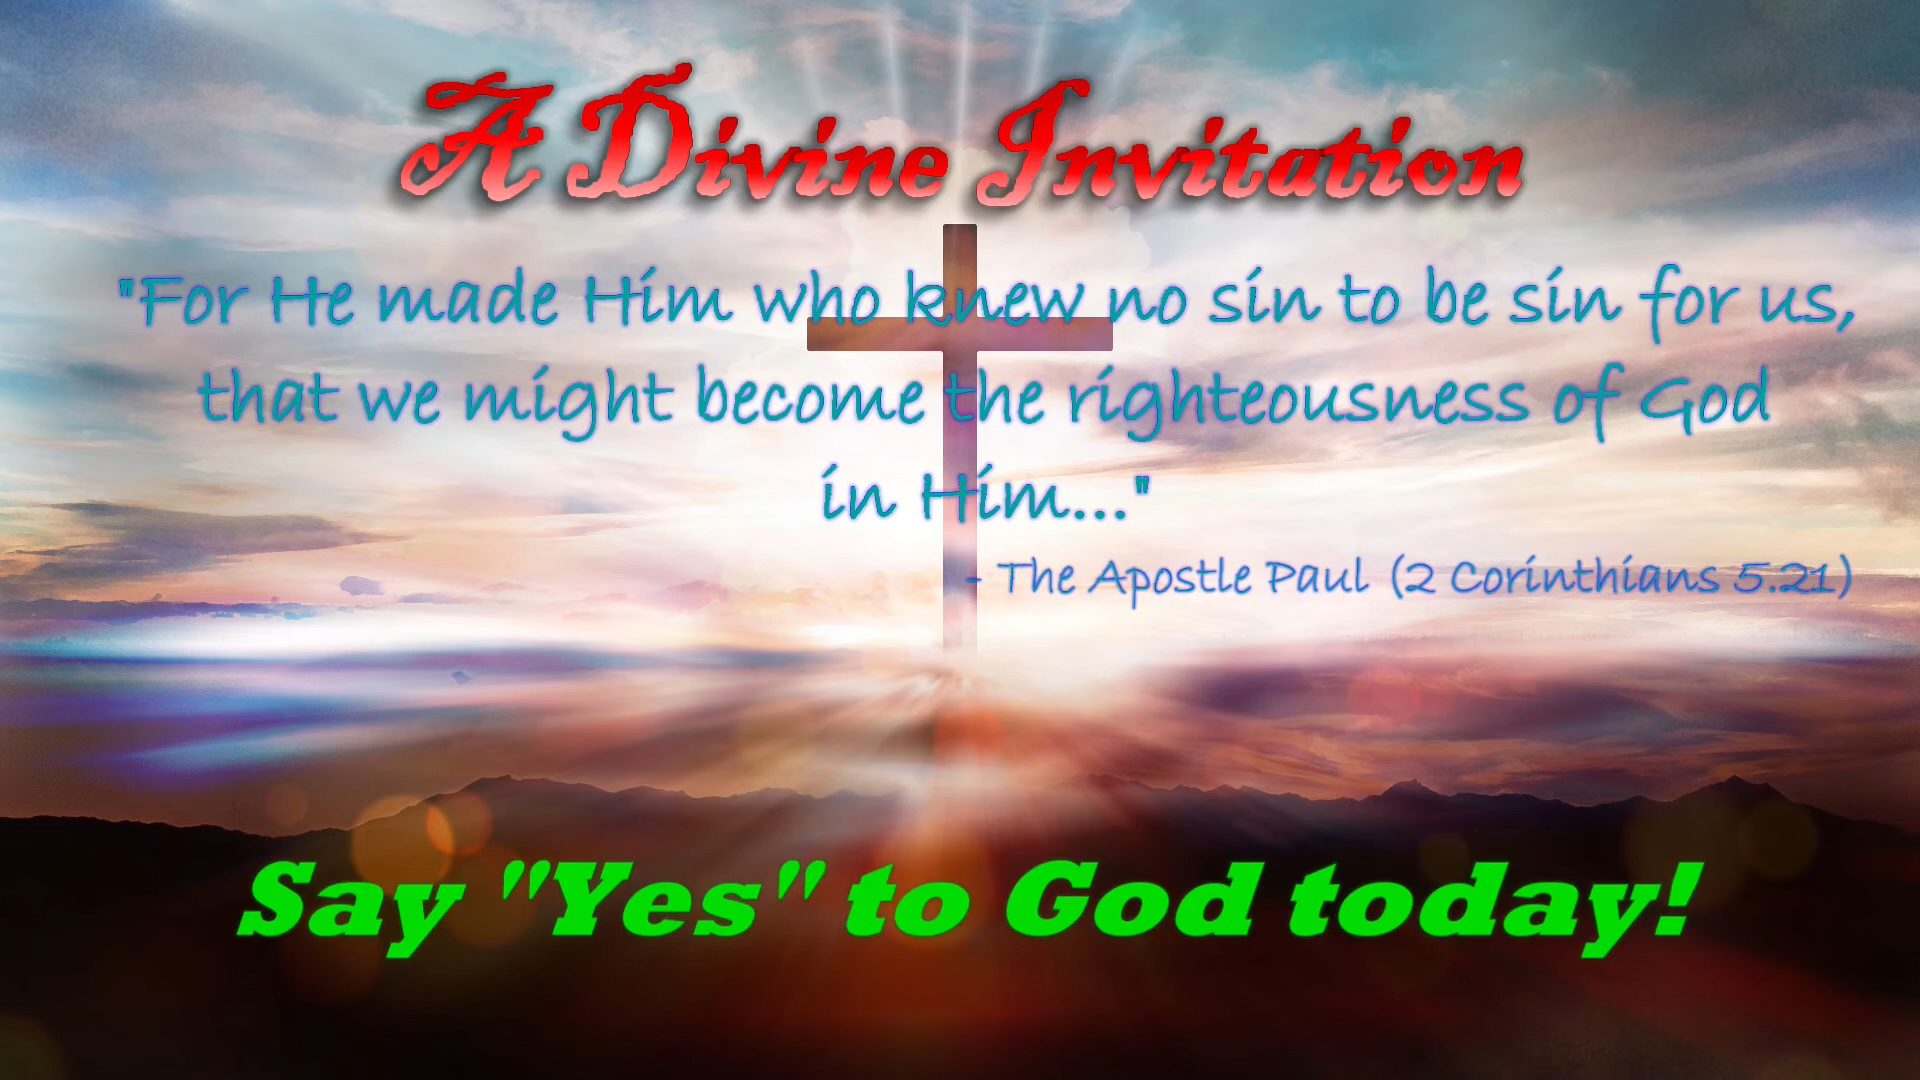 A Divine Invitation
"For He made Him who knew no sin to be sin for us,
that we might become the righteousness of God
in Him..."
- The Apostle Paul (2 Corinthians 5.21)
Say "Yes" to God today!